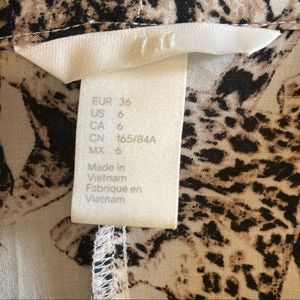 H&M
EUR 36
US 6
CA 6
CN 165/84A
MX 6
Made in
Vietnam
Fabriqué en
Vietnam